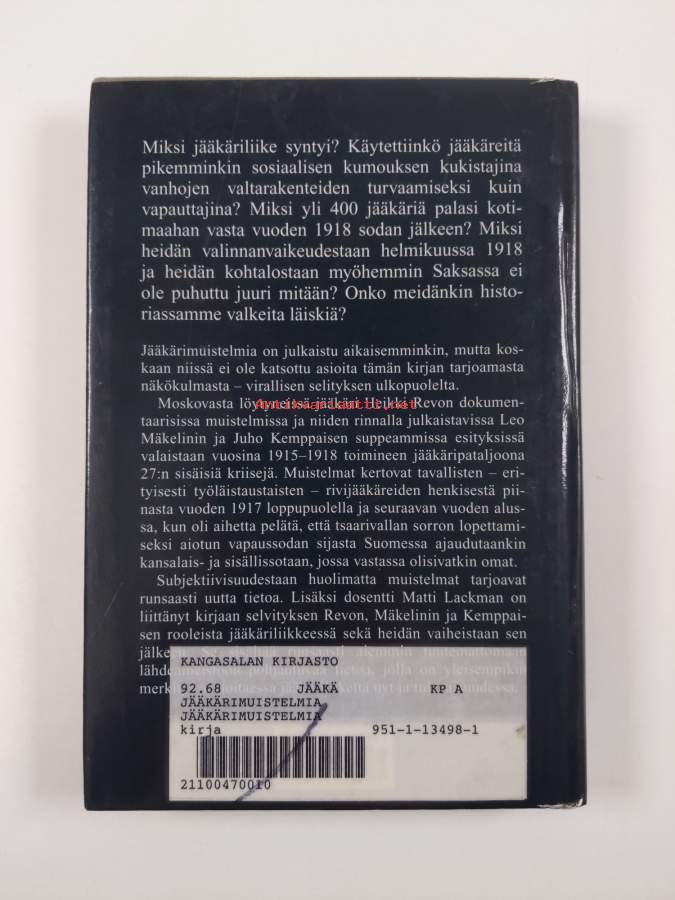 Miksi jääkäriliike syntyi? Käytettiinkö jääkäreitä
pikemminkin sosiaalisen kumouksen kukistajina
vanhojen valtarakenteiden turvaamiseksi kuin
vapauttajina? Miksi yli 400 jääkäriä palasi koti-
maahan vasta vuoden 1918 sodan jälkeen? Miksi
heidän valinnanvaikeudestaan helmikuussa 1918
ja heidän kohtalostaan myöhemmin Saksassa ei
ole puhuttu juuri mitään? Onko meidänkin histo-
riassamme valkeita läiskiä?
Jääkärimuistelmia on julkaistu aikaisemminkin, mutta kos-
kaan niissä ei ole katsottu asioita tämän kirjan tarjoamasta
näkökulmasta – virallisen selityksen ulkopuolelta.
Moskovasta löytyneissä jääkäri Heikki Revon dokumen-
Antikvariaatti.net
taarisissa muistelmissa ja niiden rinnalla julkaistavissa Leo
Mäkelinin ja Juho Kemppaisen suppeammissa esityksissä
valaistaan vuosina 1915–1918 toimineen jääkäripataljoona
27:n sisäisiä kriisejä. Muistelmat kertovat tavallisten – eri-
tyisesti työläistaustaisten – rivijääkäreiden henkisestä pii-
nasta vuoden 1917 loppupuolella ja seuraavan vuoden alus-
sa, kun oli aihetta pelätä, että tsaarivallan sorron lopettami-
seksi aiotun vapaussodan sijasta Suomessa ajaudutaankin
kansalais- ja sisällissotaan, jossa vastassa olisivatkin omat.
Subjektiivisuudestaan huolimatta muistelmat tarjoavat
runsaasti uutta tietoa. Lisäksi dosentti Matti Lackman on
liittänyt kirjaan selvityksen Revon, Mäkelinin ja Kemppai-
sen rooleista jääkäriliikkeessä sekä heidän vaiheistaan sen
jälkeen.
KANGASALAN KIRJASTO
92.68 JÄÄKÄ KP A
JÄÄKÄRIMUISTELMIA
JÄÄKÄRIMUISTELMIA
kirja 951-1-13498-1
21100470010